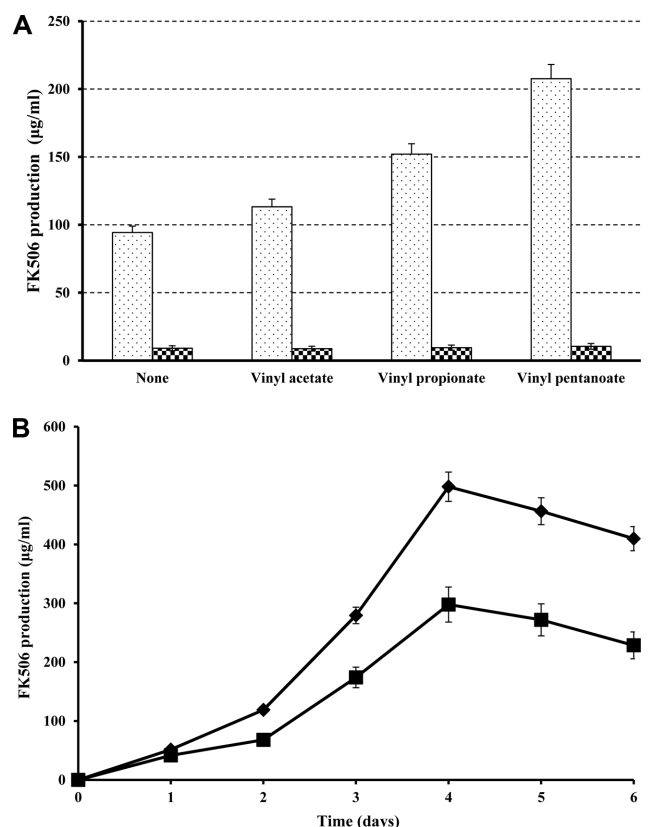 A
FK506 production (µg/ml)
250
200
150
100
50
0
None Vinyl acetate Vinyl propionate Vinyl pentanoate
B
FK506 production (µg/ml)
600
500
400
300
200
100
0
0 1 2 3 4 5 6
Time (days)